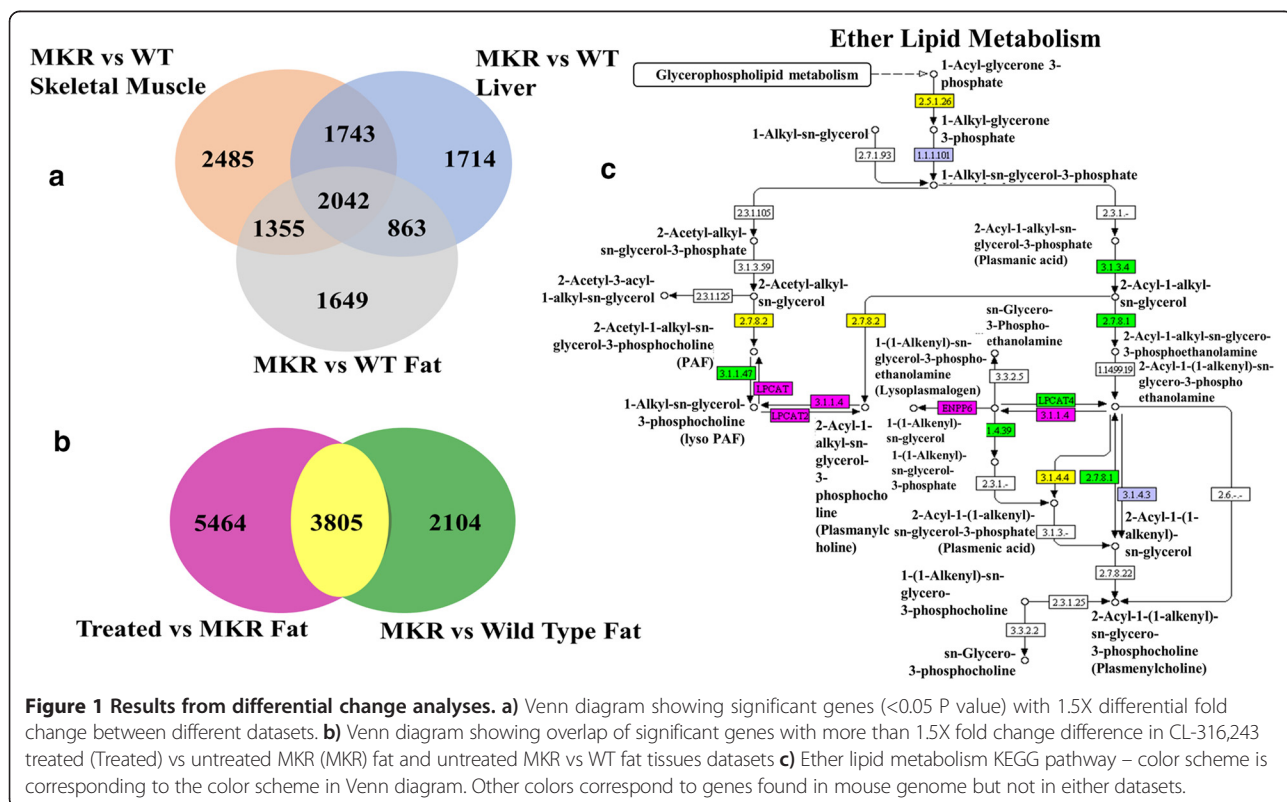 MKR vs WT
Skeletal Muscle
MKR vs WT
Liver
1743
2485
1714
a
2042
1355
863
1649
MKR vs WT Fat
b
5464
3805
2104
Treated vs MKR Fat
MKR vs Wild Type Fat
Ether Lipid Metabolism
c
Glycerophospholipid metabolism
1-Acyl-glycerone 3-
phosphate
2.5.1.26
1-Alkyl-glycerone
3-phosphate
1-Alkyl-sn-glycerol
2.7.1.93
1.1.1.101
1-Alkyl-sn-glycerol-3-phosphate
2.3.1.105
2.3.1.-
2-Acetyl-alkyl-
sn-glycerol-3-phosphate
2-Acyl-1-alkyl-sn-
glycerol-3-phosphate
(Plasmanic acid)
3.1.3.59
3.1.3.4
2-Acetyl-3-acyl-
1-alkyl-sn-glycerol
2.3.1.125
2-Acetyl-alkyl-
sn-glycerol
2-Acyl-1-alkyl-
sn-glycerol
2.7.8.2
2.7.8.2
sn-Glycero-
3-Phospho-
ethanolamine
2.7.8.1
2-Acetyl-1-alkyl-sn-
glycerol-3-phosphocholine
(PAF)
1-(1-Alkenyl)-sn-
glycerol-3-phospho-
ethanolamine
(Lysoplasmalogen)
2-Acyl-1-alkyl-sn-glycero-
3-phosphoethanolamine
1.14.99.19
2-Acyl-1-(1-alkenyl)-sn-
glycero-3-phospho
ethanolamine
3.3.2.5
3.1.1.47
LPCAT
LPCAT2
3.1.1.4
ENPP6
LPCAT4
3.1.1.4
1-Alkyl-sn-glycerol-
3-phosphocholine
(lyso PAF)
2-Acyl-1-
alkyl-sn-
glycerol-
3-
phosphocho
line
(Plasmanylc
holine)
1-(1-Alkenyl)-
sn-glycerol
1.4.39
1-(1-Alkenyl)-
sn-glycerol-
3-phosphate
2.3.1.-
3.1.4.4
2.7.8.1
3.1.4.3
2.6.-.-
2-Acyl-1-(1-alkenyl)-
sn-glycerol-3-phosphate
(Plasmenic acid)
3.1.3.-
2-Acyl-1-(1-
alkenyl)-
sn-glycerol
2.7.8.22
1-(1-Alkenyl)-sn-
glycero-
3-phosphocholine
2.3.1.25
3.3.2.2
sn-Glycero-
3-phosphocholine
2-Acyl-1-(1-alkenyl)-
sn-glycero-
3-phosphocholine
(Plasmenylcholine)
Figure 1 Results from differential change analyses. a) Venn diagram showing significant genes (<0.05 P value) with 1.5X differential fold
change between different datasets. b) Venn diagram showing overlap of significant genes with more than 1.5X fold change difference in CL-316,243
treated (Treated) vs untreated MKR (MKR) fat and untreated MKR vs WT fat tissues datasets c) Ether lipid metabolism KEGG pathway – color scheme is
corresponding to the color scheme in Venn diagram. Other colors correspond to genes found in mouse genome but not in either datasets.